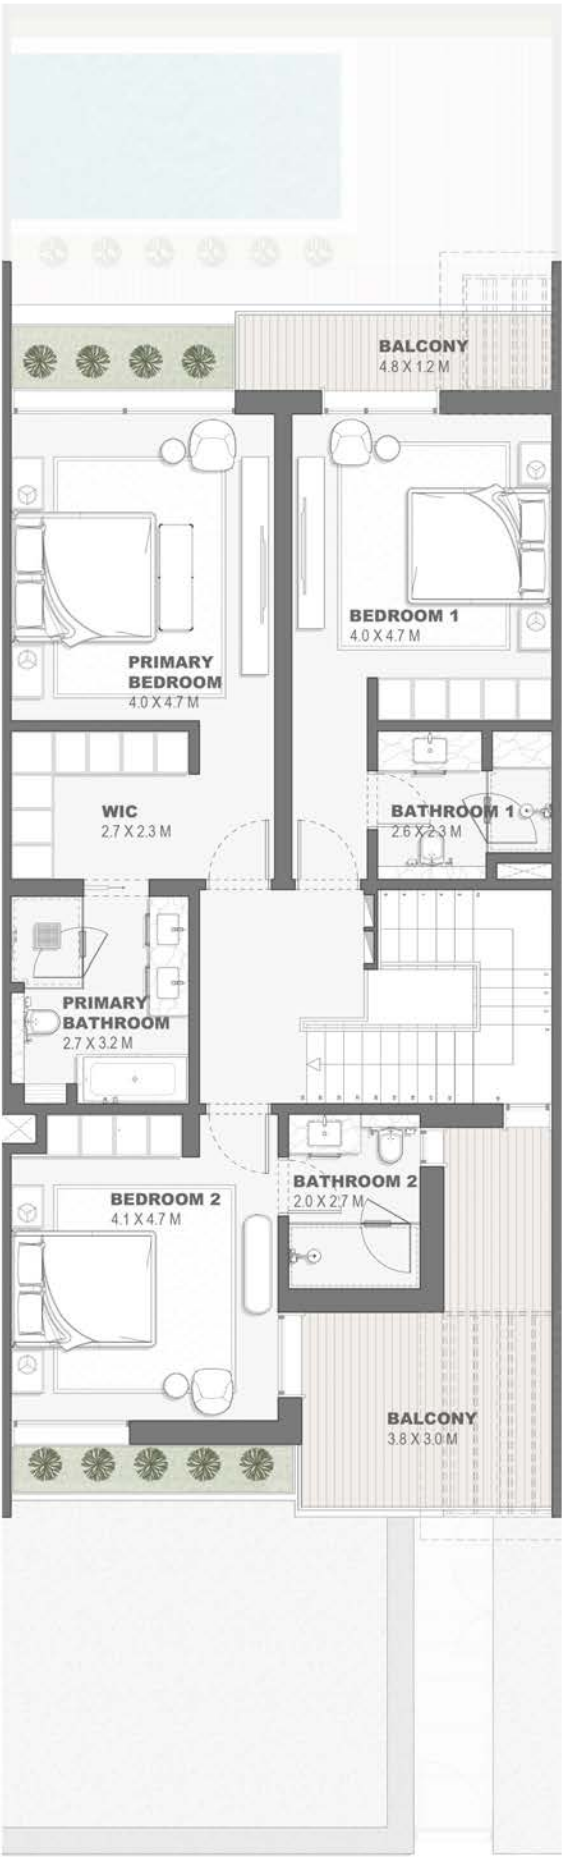 BALCONY
4.8 X 1.2 M
BEDROOM 1
4.0 X 4.7 M
PRIMARY
BEDROOM
4.0 X 4.7 M
WIC
2.7 X 2.3 M
BATHROOM 1
2.6 X 2.3 M
PRIMARY
BATHROOM
2.7 X 3.2 M
BEDROOM 2
4.1 X 4.7 M
BATHROOM 2
2.0 X 2.7 M
BALCONY
3.8 X 3.0 M